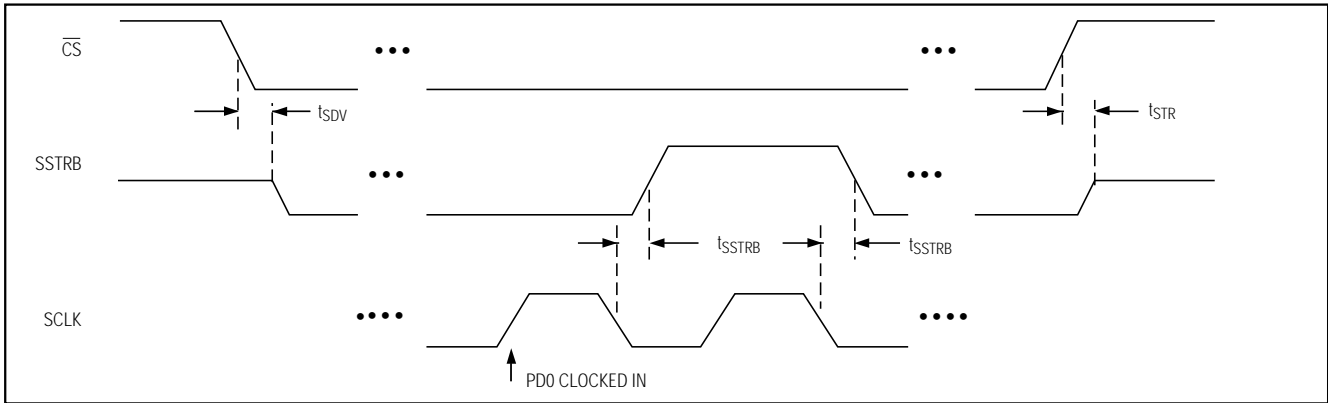 CS
tSDV
tSTR
SSTRB
tSSTRB
tSSTRB
SCLK
PD0 CLOCKED IN